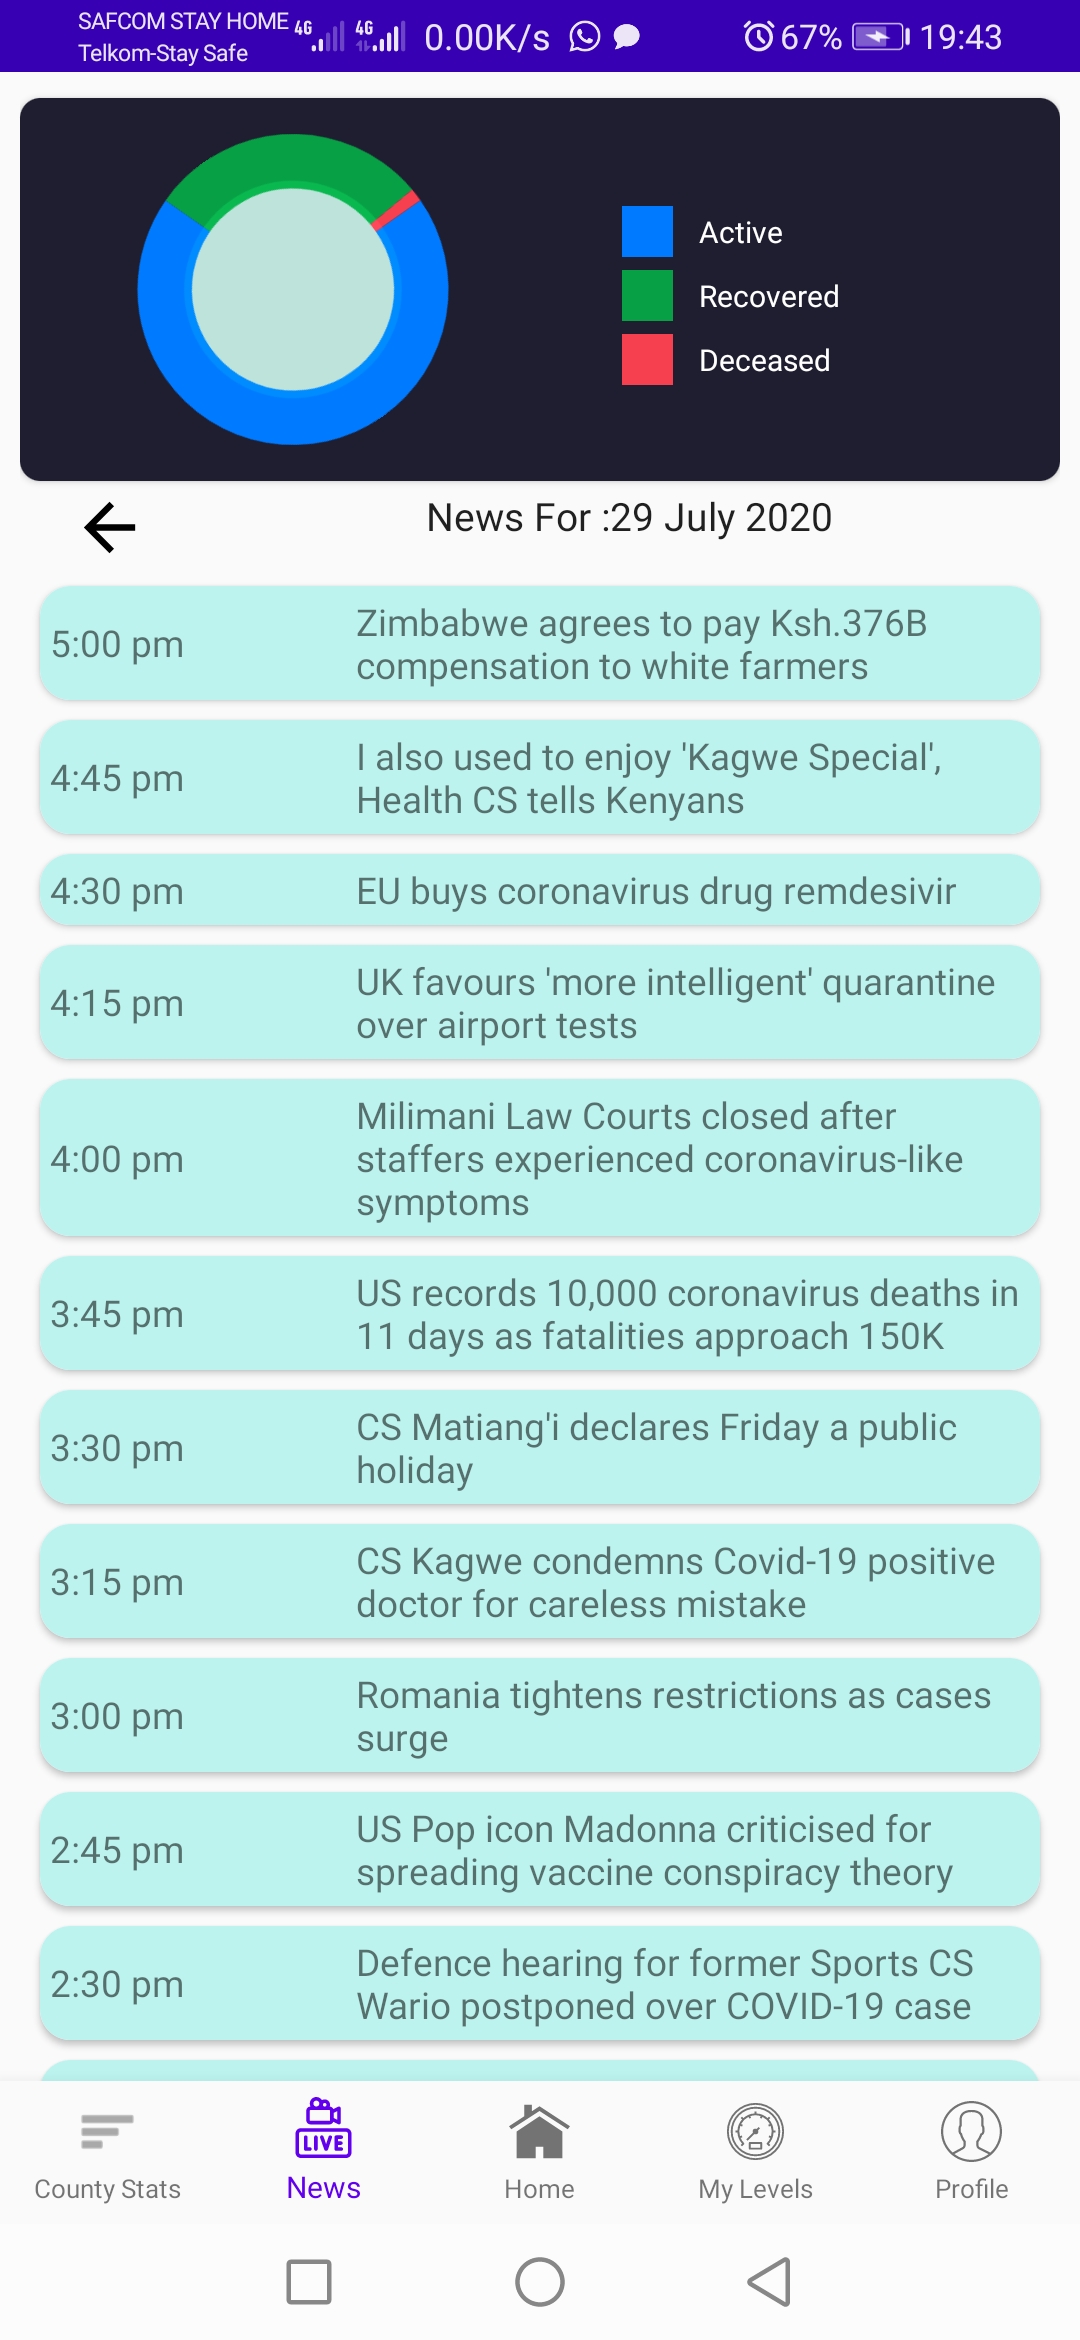 SAFCOM STAY HOME
Telkom-Stay Safe
4G 4G 0.00K/s 67% 19:43
Active
Recovered
Deceased
News For :29 July 2020
5:00 pm
Zimbabwe agrees to pay Ksh.376B
compensation to white farmers
4:45 pm
I also used to enjoy 'Kagwe Special',
Health CS tells Kenyans
4:30 pm
EU buys coronavirus drug remdesivir
4:15 pm
UK favours 'more intelligent' quarantine
over airport tests
4:00 pm
Milimani Law Courts closed after
staffers experienced coronavirus-like
symptoms
3:45 pm
US records 10,000 coronavirus deaths in
11 days as fatalities approach 150K
3:30 pm
CS Matiang'i declares Friday a public
holiday
3:15 pm
CS Kagwe condemns Covid-19 positive
doctor for careless mistake
3:00 pm
Romania tightens restrictions as cases
surge
2:45 pm
US Pop icon Madonna criticised for
spreading vaccine conspiracy theory
2:30 pm
Defence hearing for former Sports CS
Wario postponed over COVID-19 case
LIVE
County Stats
News
Home
My Levels
Profile